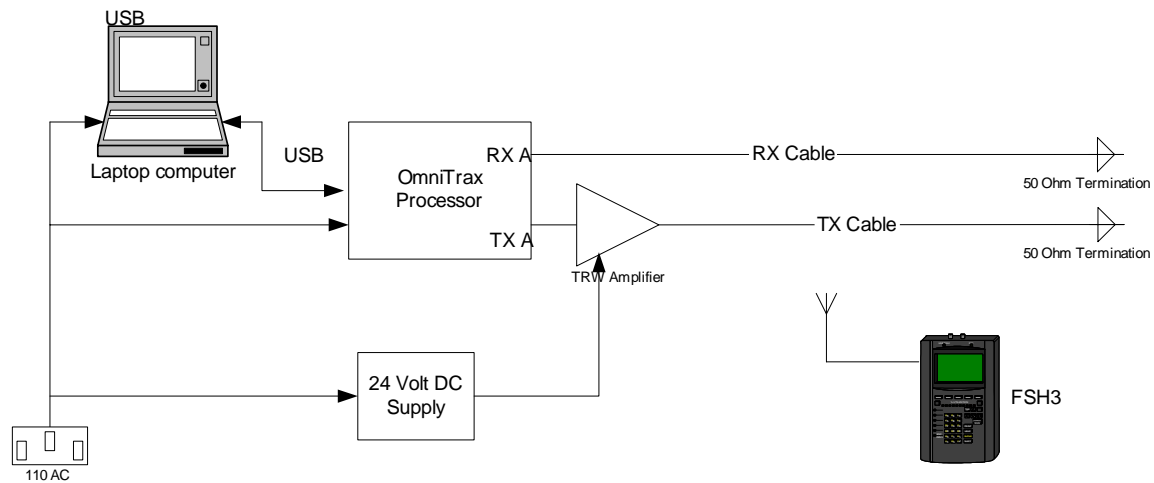 USB
Laptop computer
USB
OmniTrax
Processor
RX A
TX A
RX Cable
50 Ohm Termination
TX Cable
50 Ohm Termination
TRW Amplifier
24 Volt DC
Supply
FSH3
110 AC